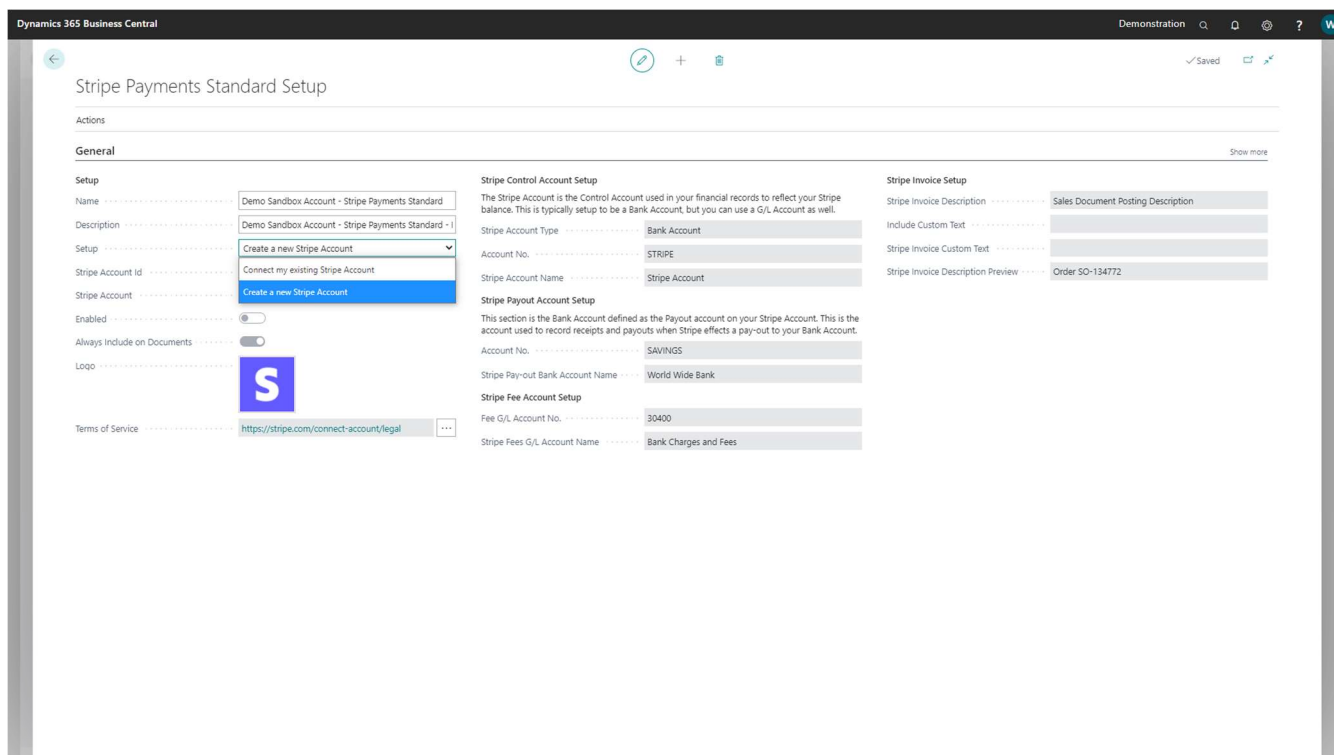 Dynamics 365 Business Central
Demonstration
?
W
Saved
Stripe Payments Standard Setup
Actions
General
Show more
Setup
Name
Demo Sandbox Account - Stripe Payments Standard
Description
Demo Sandbox Account - Stripe Payments Standard -
Setup
Create a new Stripe Account
Connect my existing Stripe Account
Create a new Stripe Account
Stripe Account Id
Stripe Account
Enabled
Always Include on Documents
Logo
S
Terms of Service
https://stripe.com/connect-account/legal
...
Stripe Control Account Setup
The Stripe Account is the Control Account used in your financial records to reflect your Stripe
balance. This is typically setup to be a Bank Account, but you can use a G/L Account as well.
Stripe Account Type
Bank Account
Account No.
STRIPE
Stripe Account Name
Stripe Account
Stripe Payout Account Setup
This section is the Bank Account defined as the Payout account on your Stripe Account. This is the
account used to record receipts and payouts when Stripe effects a pay-out to your Bank Account.
Account No.
SAVINGS
Stripe Pay-out Bank Account Name
World Wide Bank
Stripe Fee Account Setup
Fee G/L Account No.
30400
Stripe Fees G/L Account Name
Bank Charges and Fees
Stripe Invoice Setup
Stripe Invoice Description
Sales Document Posting Description
Include Custom Text
Stripe Invoice Custom Text
Stripe Invoice Description Preview
Order SO-134772